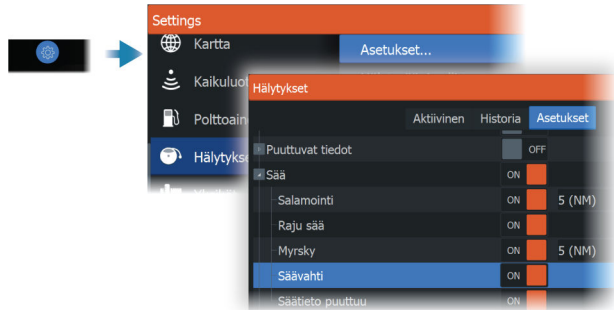 Settings
Kartta
Asetukset...
Hälytykset
Aktiivinen Historia Asetukset
Puuttuvat tiedot OFF
Sää ON
Salamointi ON 5 (NM)
Raju sää ON
Myrsky ON 5 (NM)
Säävahti ON
Säätieto puuttuu ON